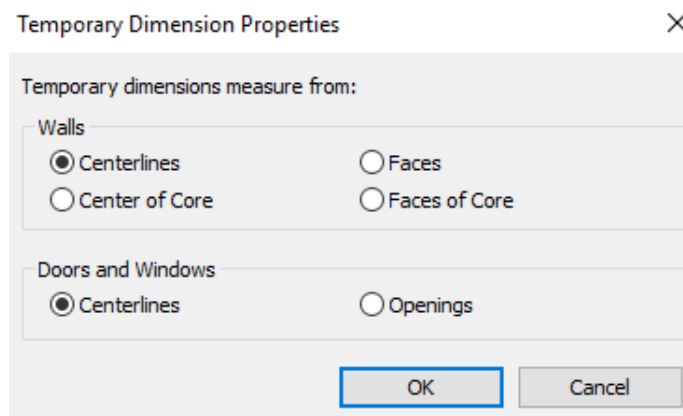 Temporary Dimension Properties
Temporary dimensions measure from:
Walls
Centerlines Faces
Center of Core Faces of Core
Doors and Windows
Centerlines Openings
OK Cancel